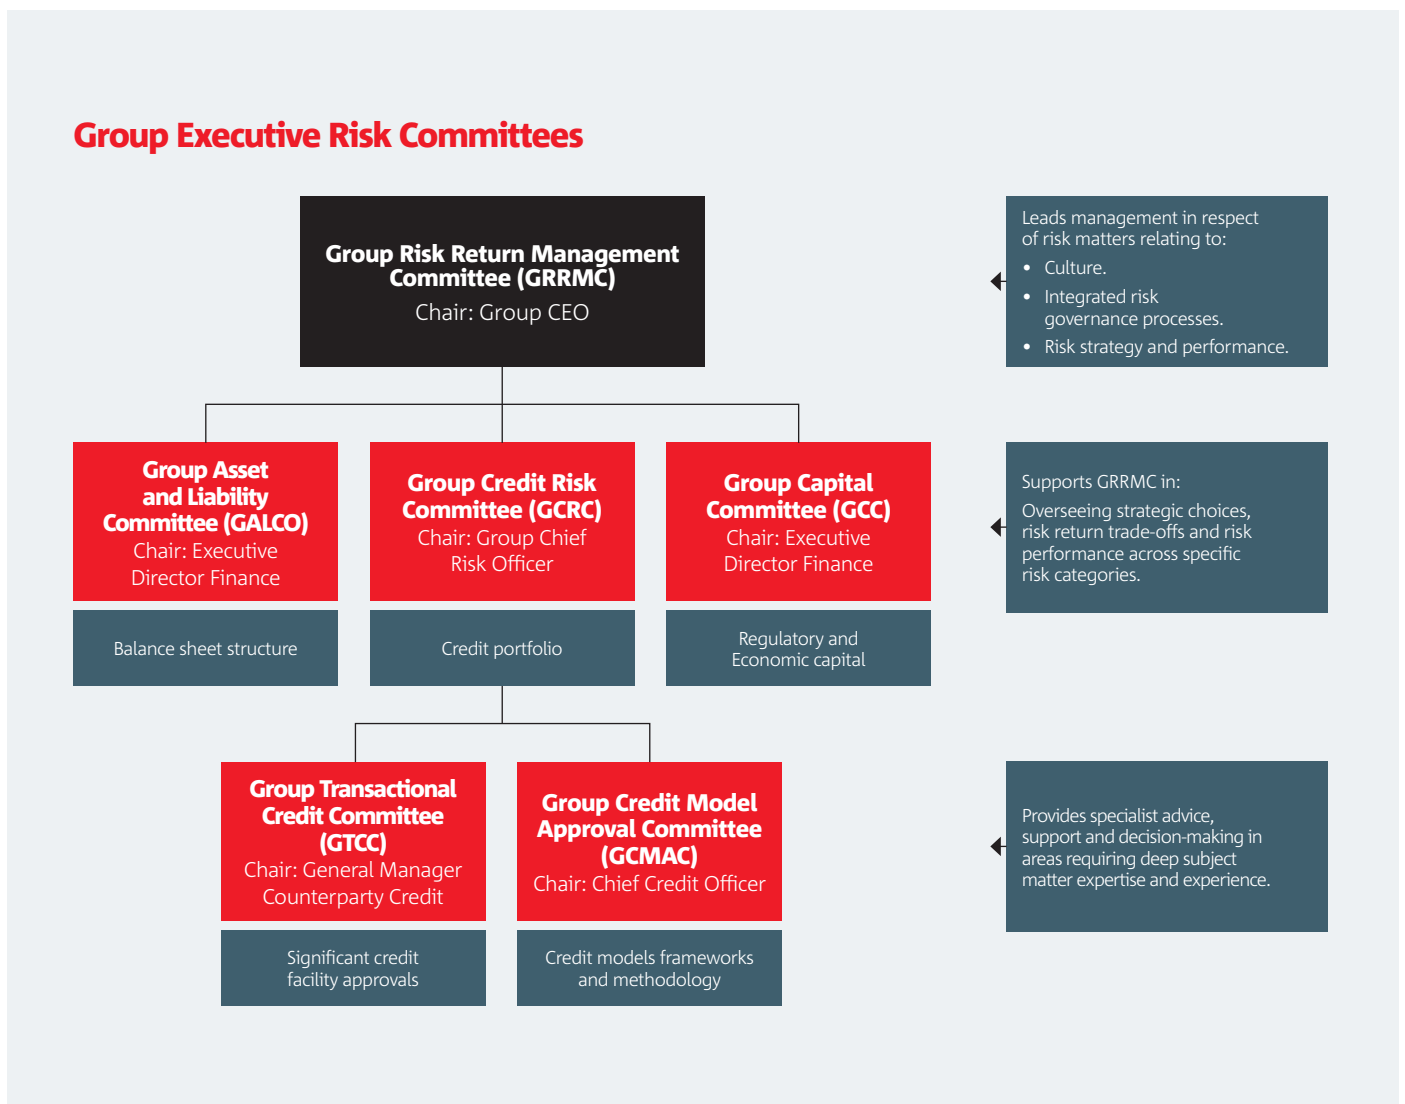 Group Executive Risk Committees
Group Risk Return Management
Committee (GRRMC)
Chair: Group CEO
Leads management in respect
of risk matters relating to:
• Culture.
• Integrated risk
governance processes.
• Risk strategy and performance.
Group Asset
and Liability
Committee (GALCO)
Chair: Executive
Director Finance
Balance sheet structure
Group Credit Risk
Committee (GCRC)
Chair: Group Chief
Risk Officer
Credit portfolio
Group Capital
Committee (GCC)
Chair: Executive
Director Finance
Regulatory and
Economic capital
Supports GRRMC in:
Overseeing strategic choices,
risk return trade-offs and risk
performance across specific
risk categories.
Group Transactional
Credit Committee
(GTCC)
Chair: General Manager
Counterparty Credit
Significant credit
facility approvals
Group Credit Model
Approval Committee
(GCMAC)
Chair: Chief Credit Officer
Credit models frameworks
and methodology
Provides specialist advice,
support and decision-making in
areas requiring deep subject
matter expertise and experience.